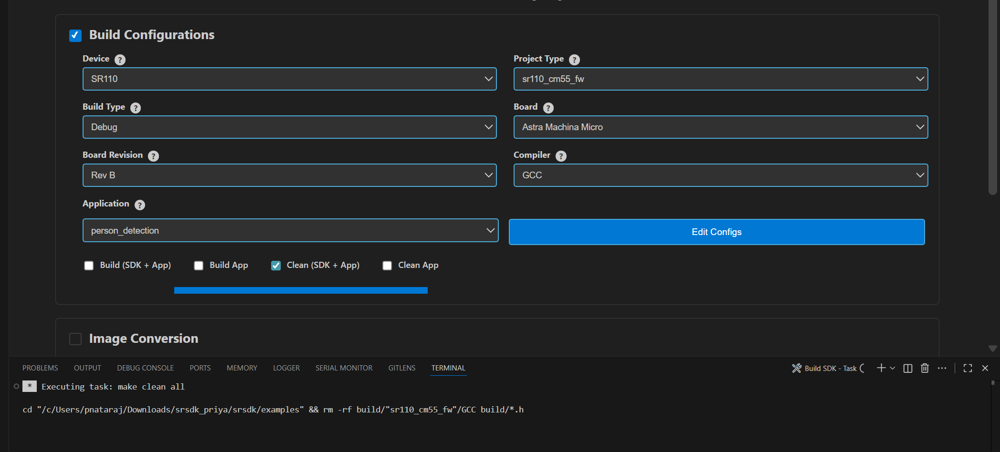 Build Configurations
Device ?
Project Type ?
SR110
sr110_cm55_fw
Build Type ?
Board ?
Debug
Astra Machina Micro
Board Revision ?
Compiler ?
Rev B
GCC
Application ?
person_detection
Edit Configs
Build (SDK + App)
Build App
Clean (SDK + App)
Clean App
Image Conversion
PROBLEMS
OUTPUT
DEBUG CONSOLE
PORTS
MEMORY
LOGGER
SERIAL MONITOR
GITLENS
TERMINAL
Build SDK - Task
* Executing task: make clean all
cd "/c/Users/pnataraj/Downloads/srsdk_priya/srsdk/examples" && rm -rf build/"sr110_cm55_fw"/GCC build/*.h